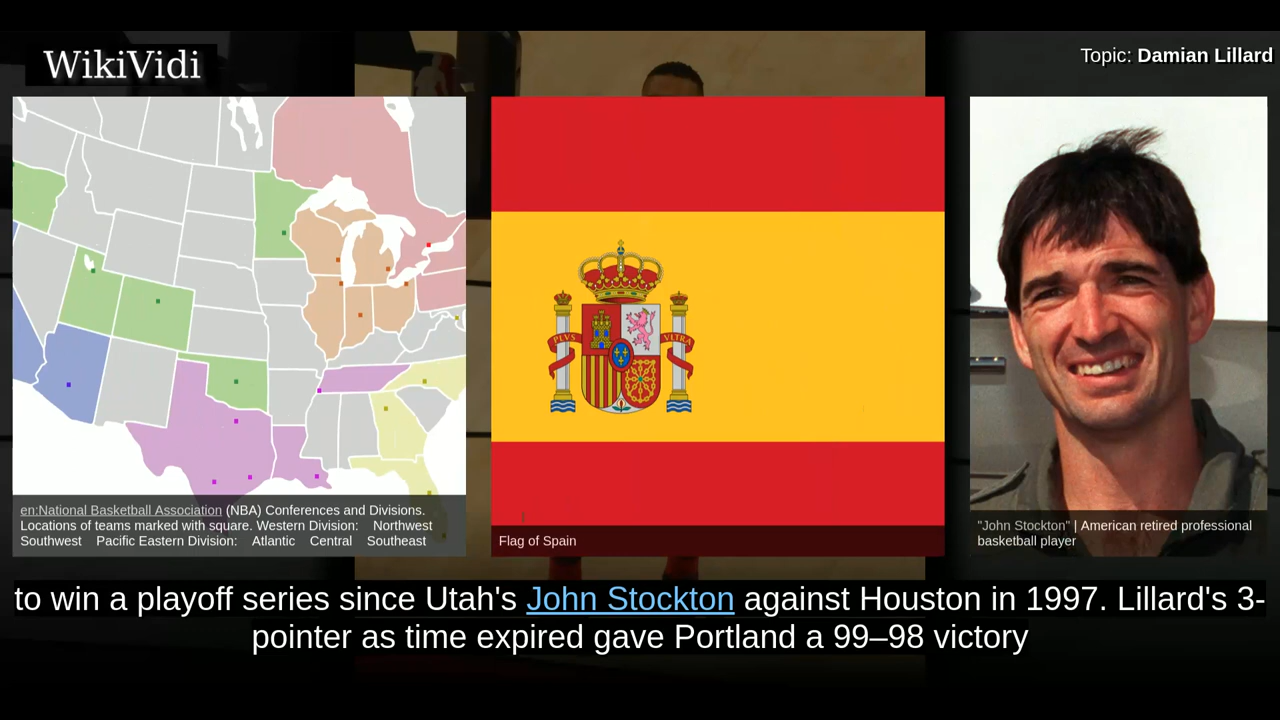 WikiVidi
Topic: Damian Lillard
PLVS VLTRA
en:National Basketball Association (NBA) Conferences and Divisions.
Locations of teams marked with square. Western Division: Northwest
Southwest Pacific Eastern Division: Atlantic Central Southeast
Flag of Spain
"John Stockton" | American retired professional
basketball player
to win a playoff series since Utah's John Stockton against Houston in 1997. Lillard's 3-
pointer as time expired gave Portland a 99–98 victory